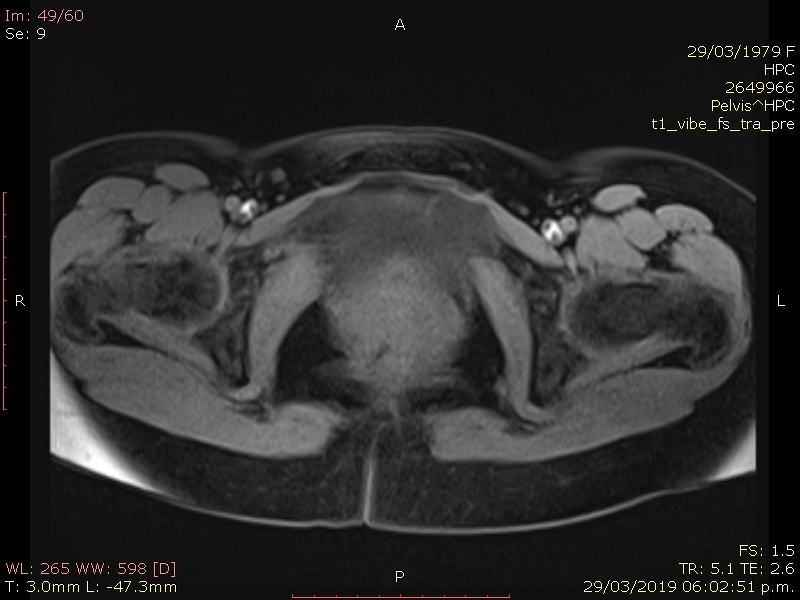 Im: 49/60
Se: 9
A
29/03/1979 F
HPC
2649966
Pelvis^HPC
t1_vibe_fs_tra_pre
R
L
WL: 265 WW: 598 [D]
T: 3.0mm L: -47.3mm
P
FS: 1.5
TR: 5.1 TE: 2.6
29/03/2019 06:02:51 p.m.